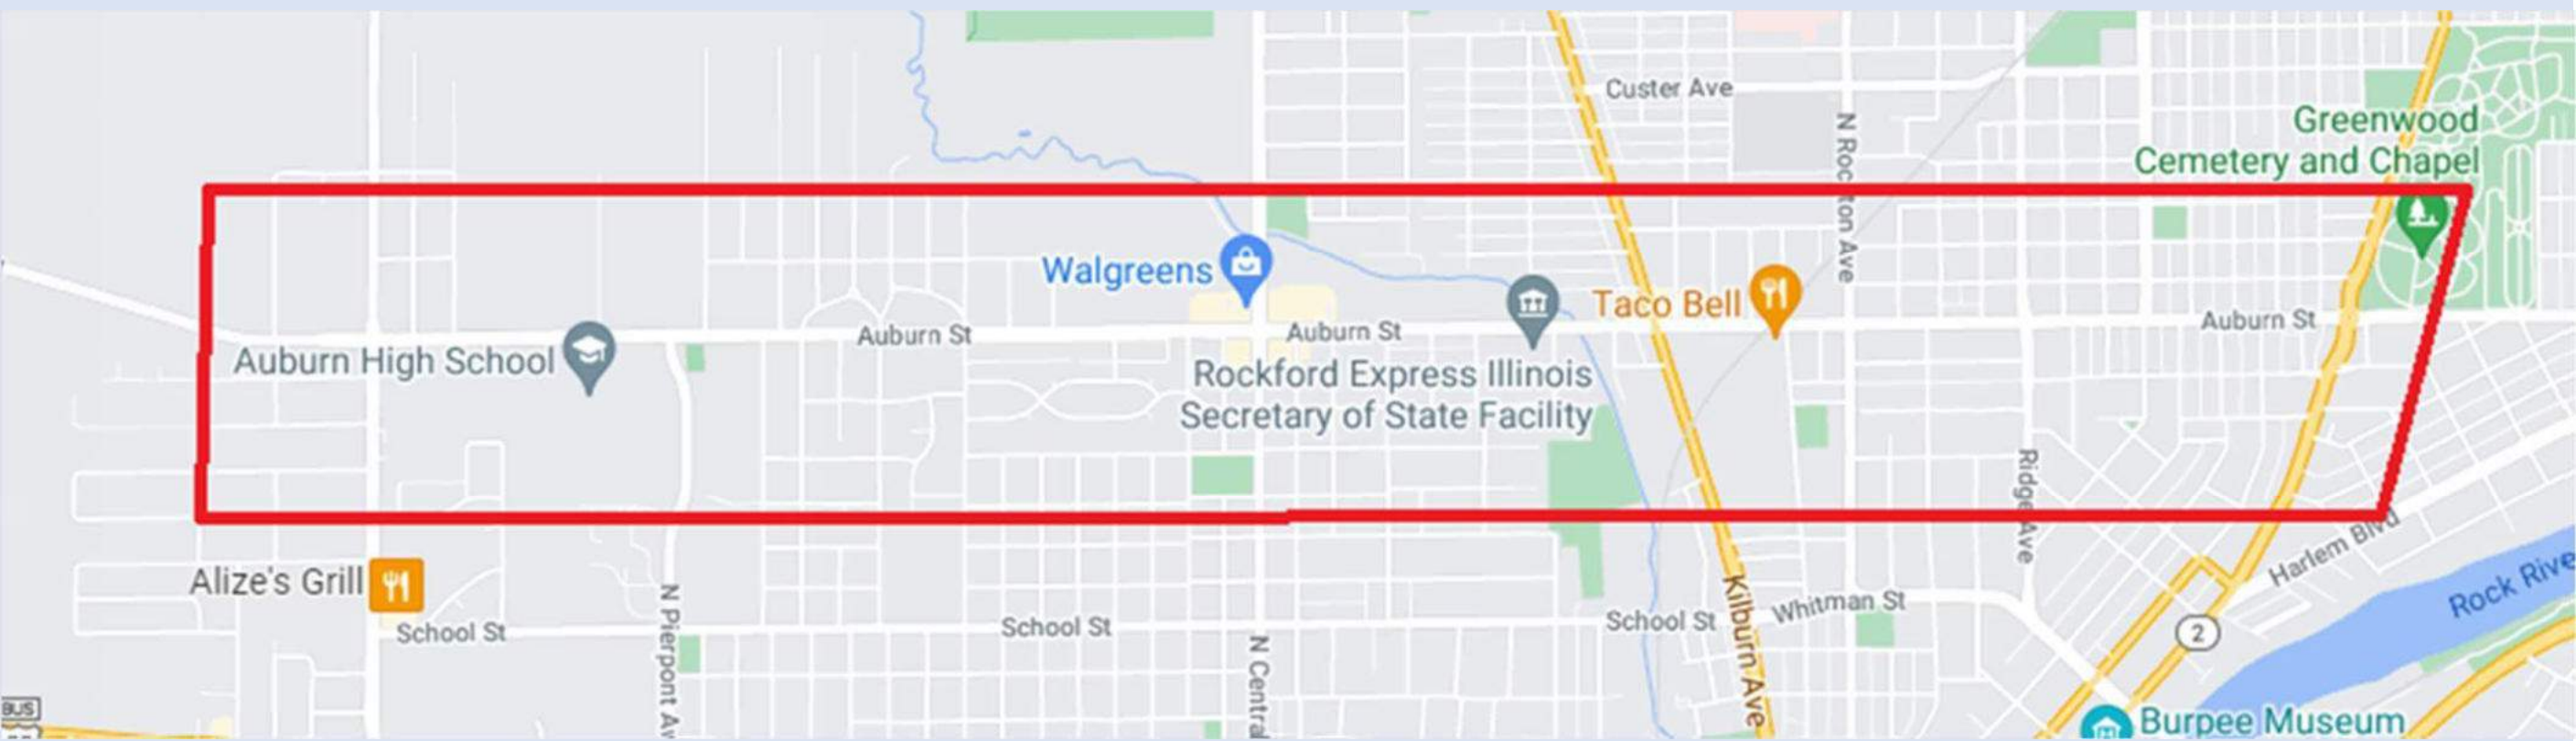 Custer Ave
Greenwood
Cemetery and Chapel
N Rockton Ave
Walgreens
Taco Bell
Auburn St
Auburn St
Auburn St
Auburn High School
Rockford Express Illinois
Secretary of State Facility
Ridge Ave
Harlem Blvd
Rock Rive
Alize's Grill
School St
School St
School St
Whitman St
Kilburn Ave
N Pierpont Av
N Central
2
BUS
Burpee Museum